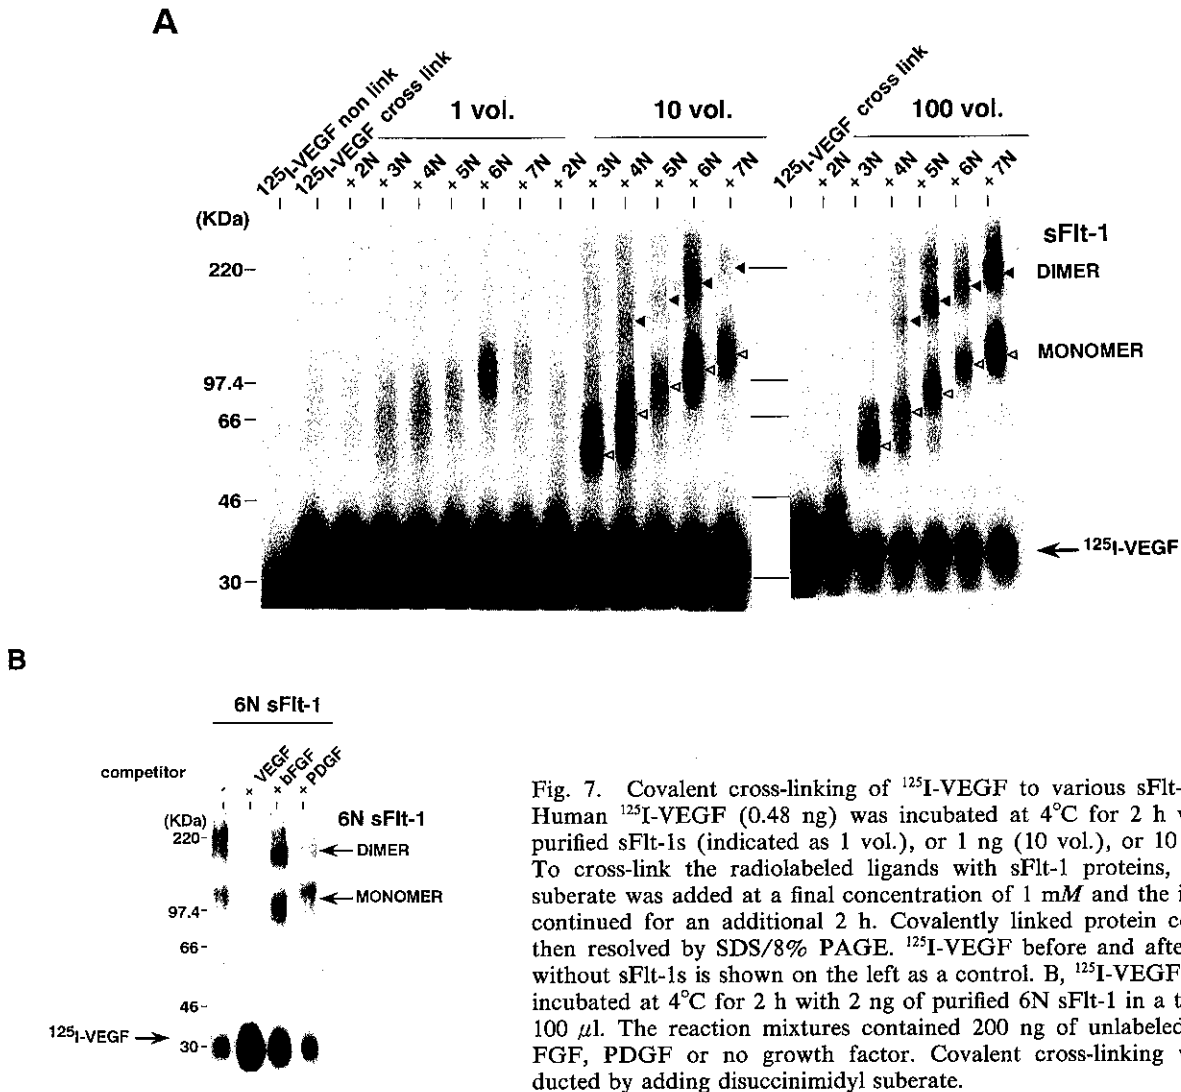 A
125I-VEGF non link
125I-VEGF cross link
+ 2N
+ 3N
+ 4N
+ 5N
+ 6N
+ 7N
+ 2N
+ 3N
+ 4N
+ 5N
+ 6N
+ 7N
125I-VEGF cross link
+ 2N
+ 3N
+ 4N
+ 5N
+ 6N
+ 7N
1 vol.
10 vol.
100 vol.
(KDa)
220
97.4
66
46
30
sFlt-1
DIMER
MONOMER
125I-VEGF
B
6N sFlt-1
competitor
-
+ VEGF
+ bFGF
+ PDGF
(KDa)
220
97.4
66
46
30
6N sFlt-1
DIMER
MONOMER
125I-VEGF
Fig. 7. Covalent cross-linking of 125I-VEGF to various sFlt-
Human 125I-VEGF (0.48 ng) was incubated at 4°C for 2 h
purified sFlt-1s (indicated as 1 vol.), or 1 ng (10 vol.), or 10
To cross-link the radiolabeled ligands with sFlt-1 proteins,
suberate was added at a final concentration of 1 mM and the
continued for an additional 2 h. Covalently linked protein
then resolved by SDS/8% PAGE. 125I-VEGF before and after
without sFlt-1s is shown on the left as a control. B, 125I-VEGF
incubated at 4°C for 2 h with 2 ng of purified 6N sFlt-1 in a
100 μl. The reaction mixtures contained 200 ng of unlabeled
FGF, PDGF or no growth factor. Covalent cross-linking
ducted by adding disuccinimidyl suberate.